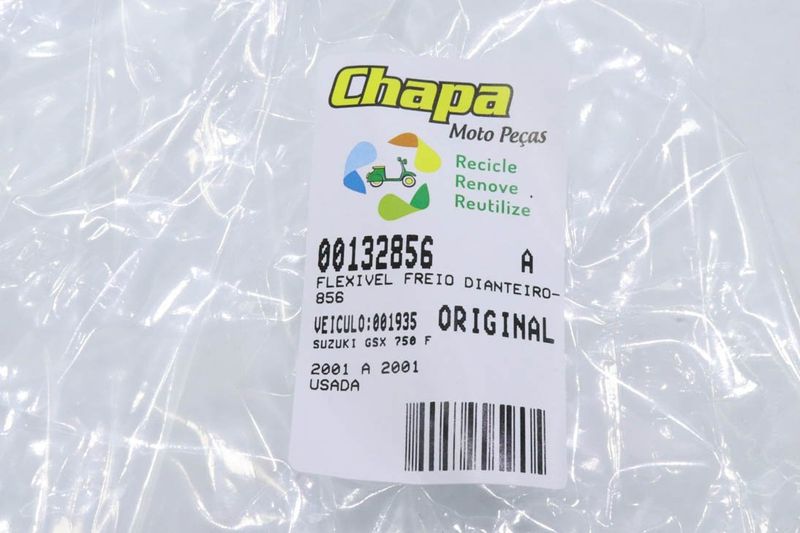 Chapa
Moto Peças
Recicle
Renove
Reutilize
00132856 A
FLEXIVEL FREIO DIANTEIRO-
856
VEICULO:001935 ORIGINAL
SUZUKI GSX 750 F
2001 A 2001
USADA